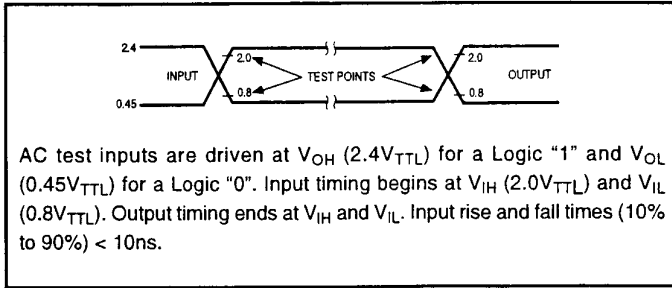 2.4
INPUT
2.0
TEST POINTS
2.0
OUTPUT
0.8
0.8
0.45
AC test inputs are driven at VOH (2.4VTTL) for a Logic “1” and VOL
(0.45VTTL) for a Logic “0”. Input timing begins at VIH (2.0VTTL) and VIL
(0.8VTTL). Output timing ends at VIH and VIL. Input rise and fall times (10%
to 90%) < 10ns.